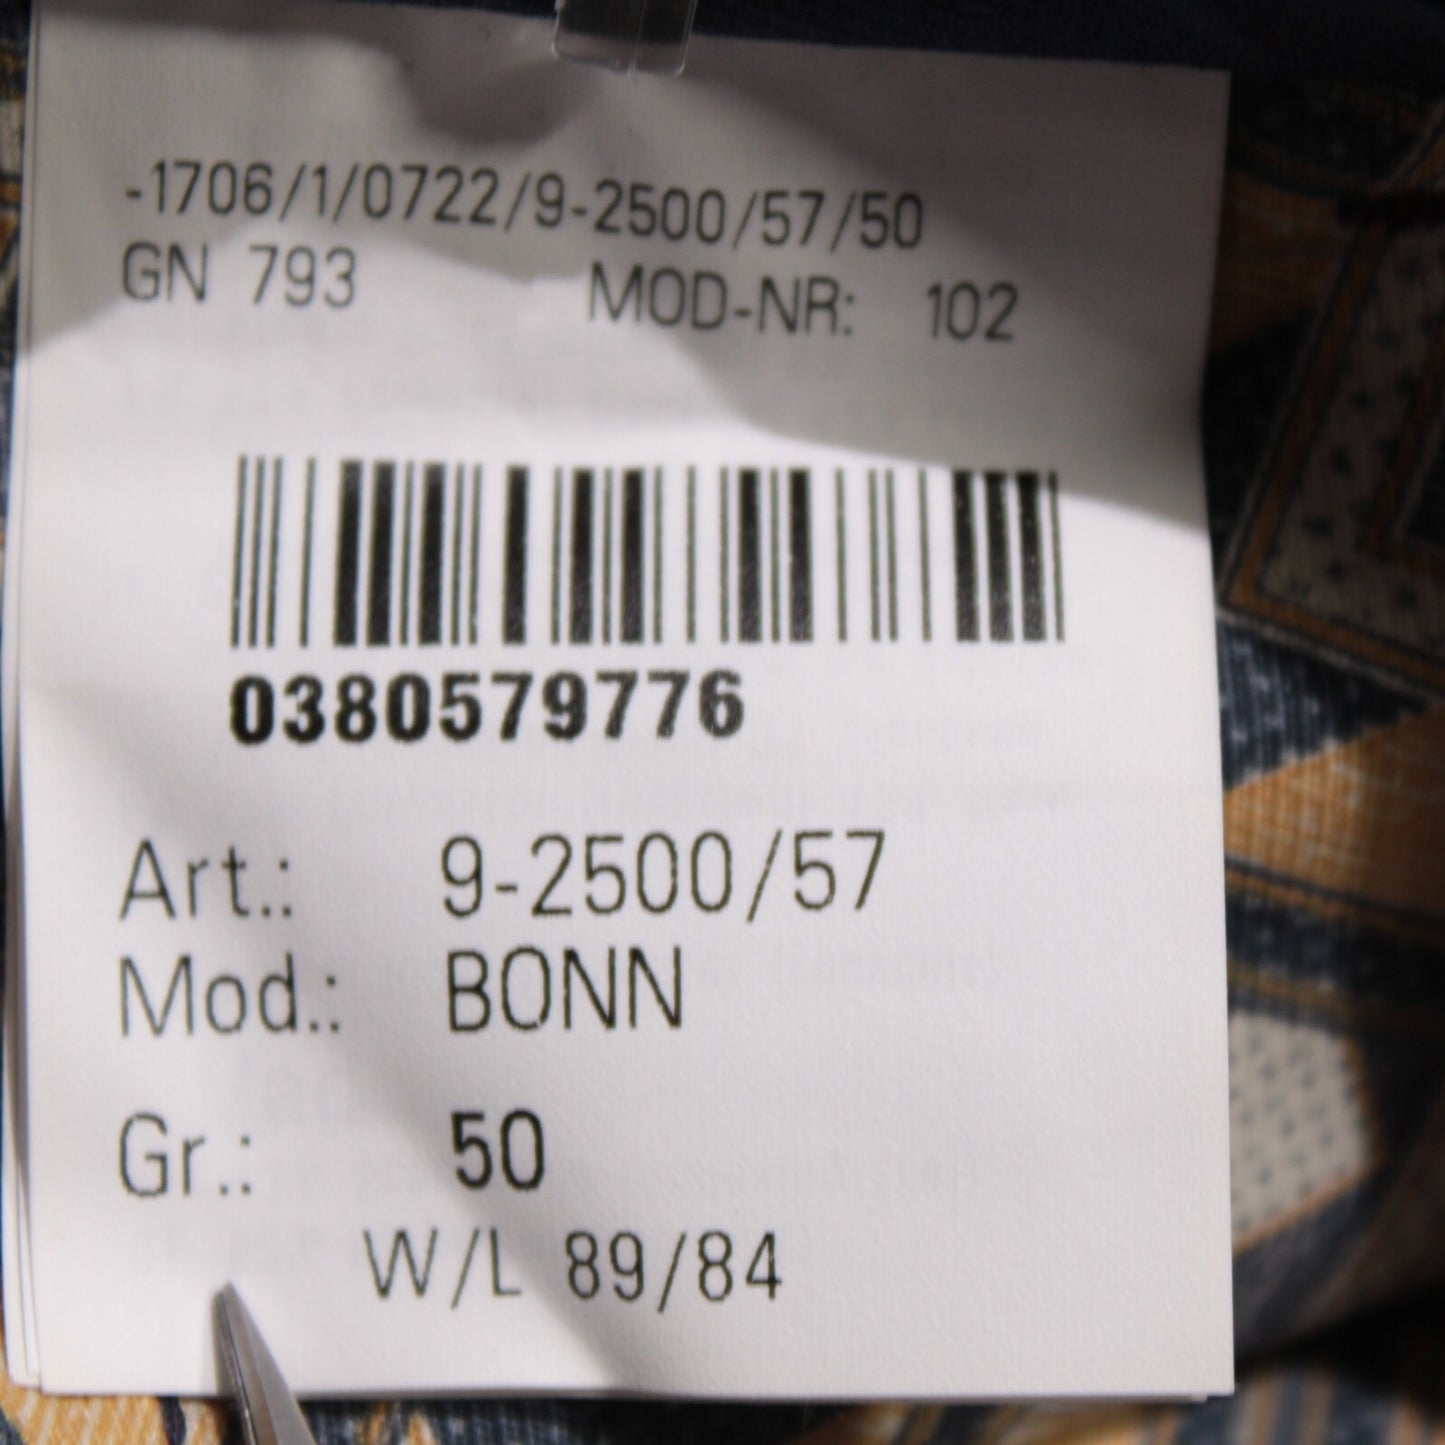 -1706/1/0722/9-2500/57/50
GN 793 MOD-NR: 102
0380579776
Art.: 9-2500/57
Mod.: BONN
Gr.: 50
W/L 89/84